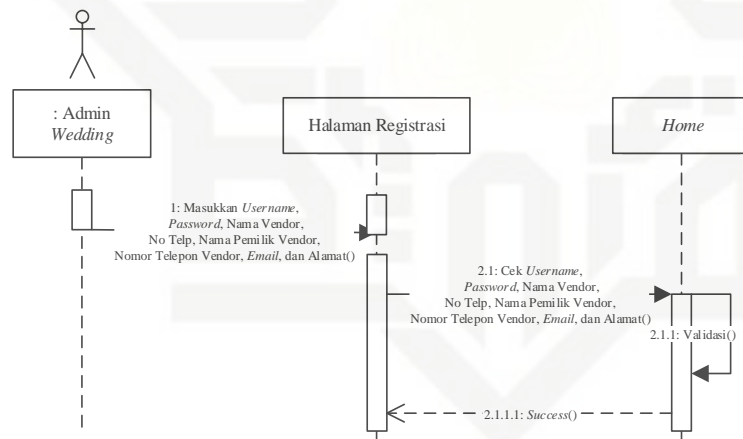 : Admin
Wedding
Halaman Registrasi
Home
1: Masukkan Username,
Password, Nama Vendor,
No Telp, Nama Pemilik Vendor,
Nomor Telepon Vendor, Email, dan Alamat()
2.1: Cek Username,
Password, Nama Vendor,
No Telp, Nama Pemilik Vendor,
Nomor Telepon Vendor, Email, dan Alamat()
2.1.1: Validasi()
2.1.1.1: Success()